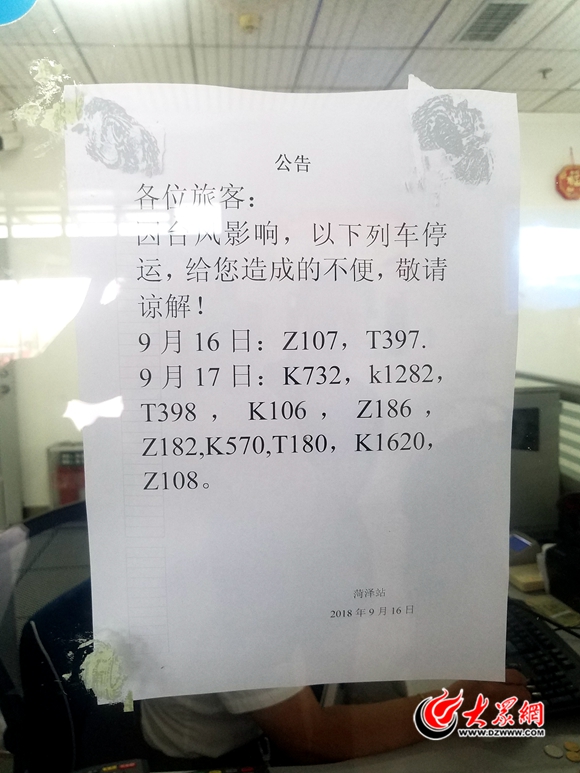 公告
各位旅客：
因台风影响，以下列车停
运，给您造成的不便，敬请
谅解！
9月16日：Z107，T397.
9月17日：K732，k1282，
T398，K106，Z186，
Z182,K570,T180，K1620，
Z108。
菏泽站
2018年9月16日
大众网
WWW.DZWWW.COM